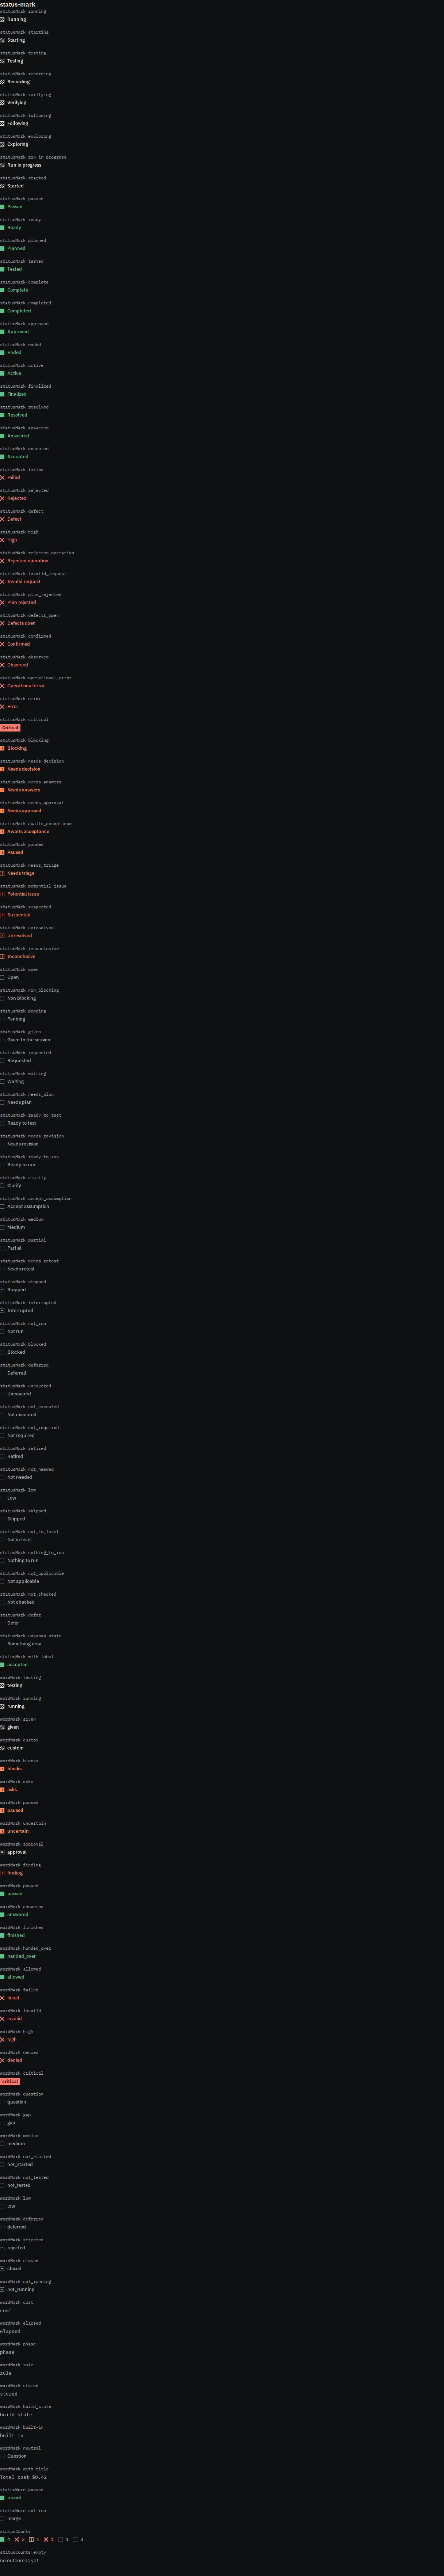 status-mark
statusMark running
Running
statusMark starting
Starting
statusMark testing
Testing
statusMark recording
Recording
statusMark verifying
Verifying
statusMark following
Following
statusMark exploring
Exploring
statusMark run_in_progress
Run in progress
statusMark started
Started
statusMark passed
Passed
statusMark ready
Ready
statusMark planned
Planned
statusMark tested
Tested
statusMark complete
Complete
statusMark completed
Completed
statusMark approved
Approved
statusMark ended
Ended
statusMark active
Active
statusMark finalized
Finalized
statusMark resolved
Resolved
statusMark answered
Answered
statusMark accepted
Accepted
statusMark failed
Failed
statusMark rejected
Rejected
statusMark defect
Defect
statusMark high
High
statusMark rejected_operation
Rejected operation
statusMark invalid_request
Invalid request
statusMark plan_rejected
Plan rejected
statusMark defects_open
Defects open
statusMark confirmed
Confirmed
statusMark observed
Observed
statusMark operational_error
Operational error
statusMark error
Error
statusMark critical
Critical
statusMark blocking
Blocking
statusMark needs_decision
Needs decision
statusMark needs_answers
Needs answers
statusMark needs_approval
Needs approval
statusMark awaits_acceptance
Awaits acceptance
statusMark paused
Paused
statusMark needs_triage
Needs triage
statusMark potential_issue
Potential issue
statusMark suspected
Suspected
statusMark unresolved
Unresolved
statusMark inconclusive
Inconclusive
statusMark open
Open
statusMark non_blocking
Non blocking
statusMark pending
Pending
statusMark given
Given to the session
statusMark requested
Requested
statusMark waiting
Waiting
statusMark needs_plan
Needs plan
statusMark ready_to_test
Ready to test
statusMark needs_revision
Needs revision
statusMark ready_to_run
Ready to run
statusMark clarify
Clarify
statusMark accept_assumption
Accept assumption
statusMark medium
Medium
statusMark partial
Partial
statusMark needs_retest
Needs retest
statusMark stopped
Stopped
statusMark interrupted
Interrupted
statusMark not_run
Not run
statusMark blocked
Blocked
statusMark deferred
Deferred
statusMark uncovered
Uncovered
statusMark not_executed
Not executed
statusMark not_required
Not required
statusMark retired
Retired
statusMark not_needed
Not needed
statusMark low
Low
statusMark skipped
Skipped
statusMark not_in_level
Not in level
statusMark nothing_to_run
Nothing to run
statusMark not_applicable
Not applicable
statusMark not_checked
Not checked
statusMark defer
Defer
statusMark unknown state
Something new
statusMark with label
accepted
wordMark testing
testing
wordMark running
running
wordMark given
given
wordMark custom
custom
wordMark blocks
blocks
wordMark asks
asks
wordMark paused
paused
wordMark uncertain
uncertain
wordMark approval
approval
wordMark finding
finding
wordMark passed
passed
wordMark answered
answered
wordMark finished
finished
wordMark handed_over
handed_over
wordMark allowed
allowed
wordMark failed
failed
wordMark invalid
invalid
wordMark high
high
wordMark denied
denied
wordMark critical
critical
wordMark question
question
wordMark gap
gap
wordMark medium
medium
wordMark not_started
not_started
wordMark not_tested
not_tested
wordMark low
low
wordMark deferred
deferred
wordMark rejected
rejected
wordMark closed
closed
wordMark not_running
not_running
wordMark cost
cost
wordMark elapsed
elapsed
wordMark phase
phase
wordMark rule
rule
wordMark stored
stored
wordMark build_state
build_state
wordMark built-in
built-in
wordMark neutral
Question
wordMark with title
Total cost $0.42
statusWord passed
record
statusWord not run
merge
statusCounts
4 2 1 1 1 3
statusCounts empty
no outcomes yet